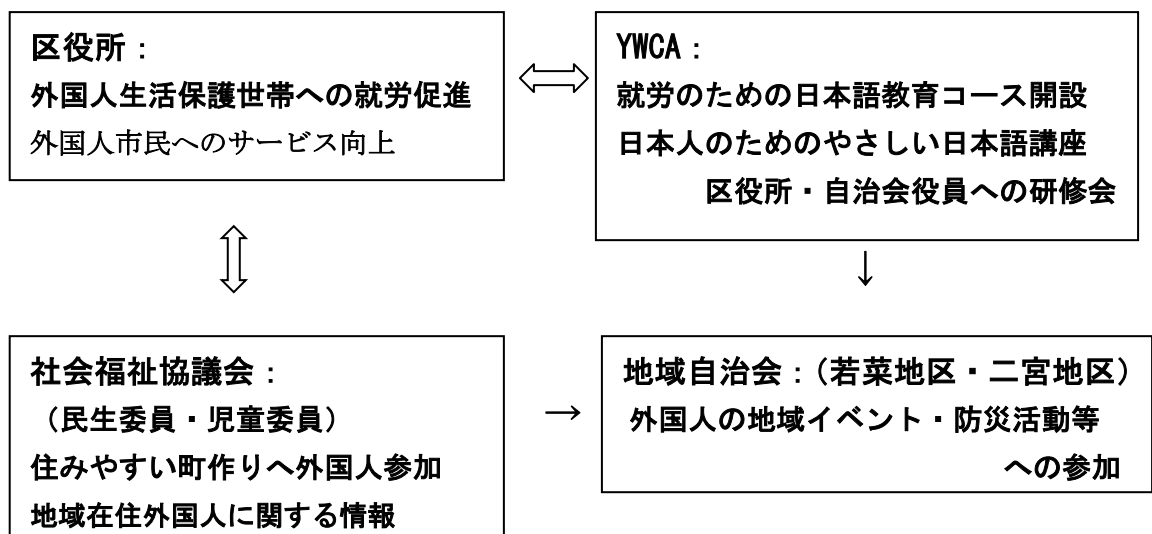 区役所：
外国人生活保護世帯への就労促進
外国人市民へのサービス向上
YWCA：
就労のための日本語教育コース開設
日本人のためのやさしい日本語講座
区役所・自治会役員への研修会
社会福祉協議会：
（民生委員・児童委員）
住みやすい町作りへ外国人参加
地域在住外国人に関する情報
地域自治会：（若菜地区・二宮地区）
外国人の地域イベント・防災活動等
への参加